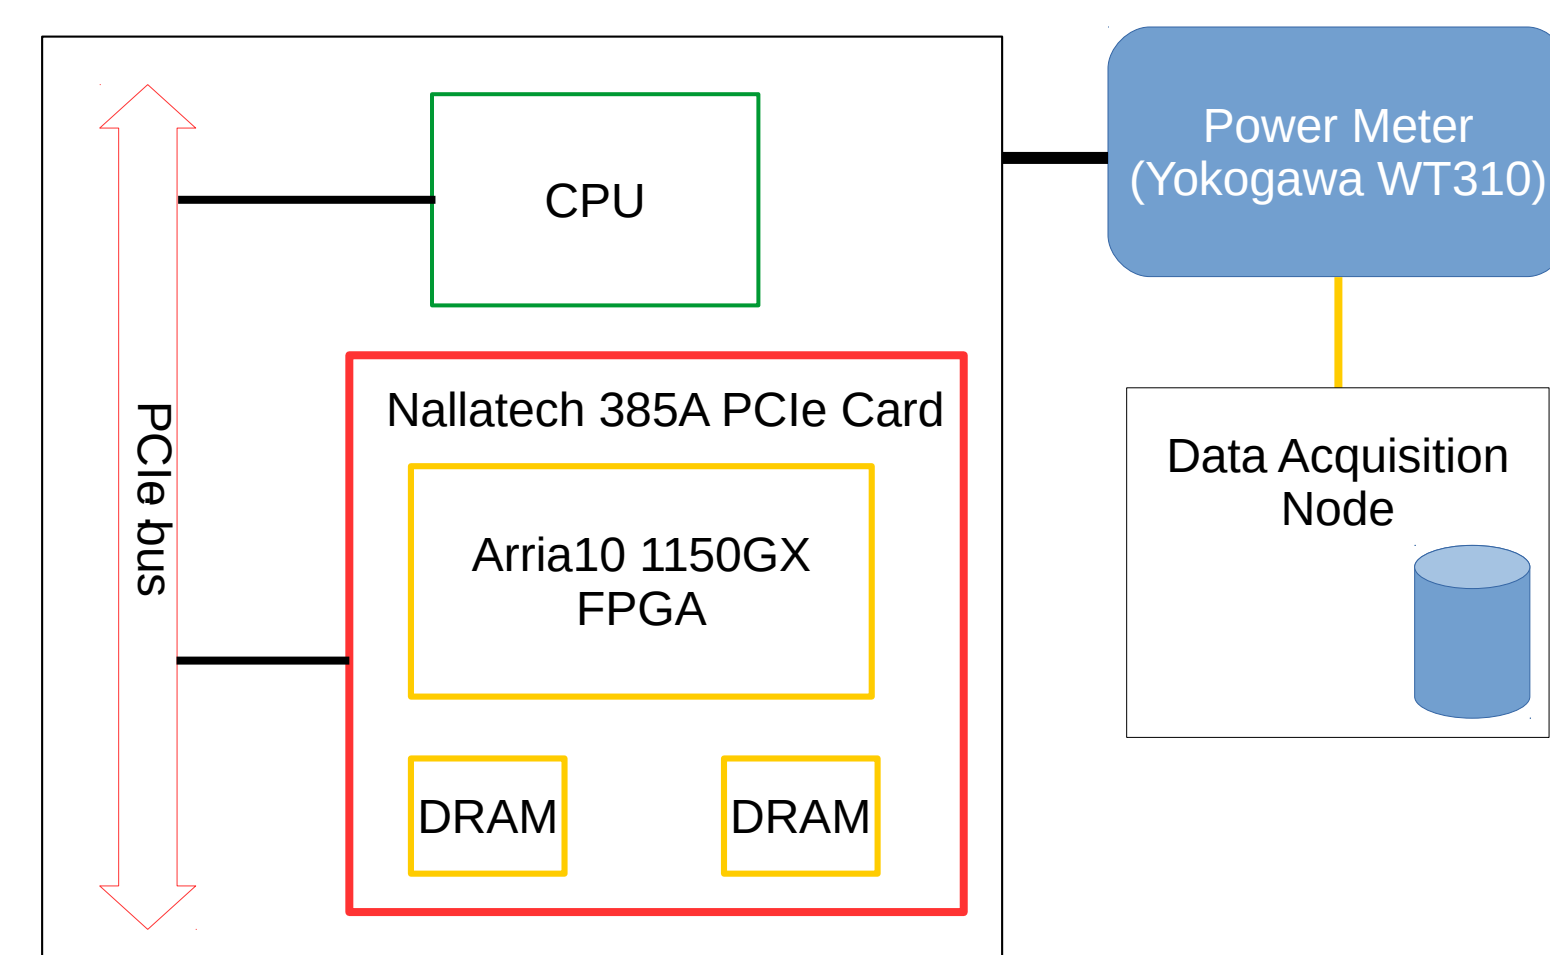 CPU
Power Meter
(Yokogawa WT310)
PCIe bus
Nallatech 385A PCIe Card
Arria10 1150GX
FPGA
DRAM
DRAM
Data Acquisition
Node